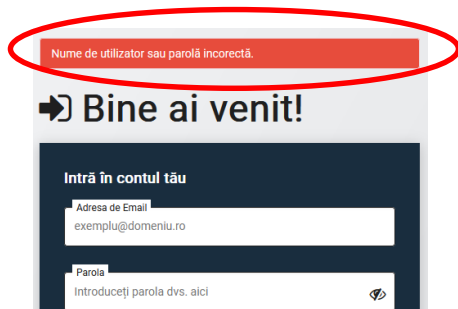 Nume de utilizator sau parolă incorectă.
Bine ai venit!
Intră în contul tău
Adresa de Email
exemplu@domeniu.ro
Parola
Introduceți parola dvs. aici